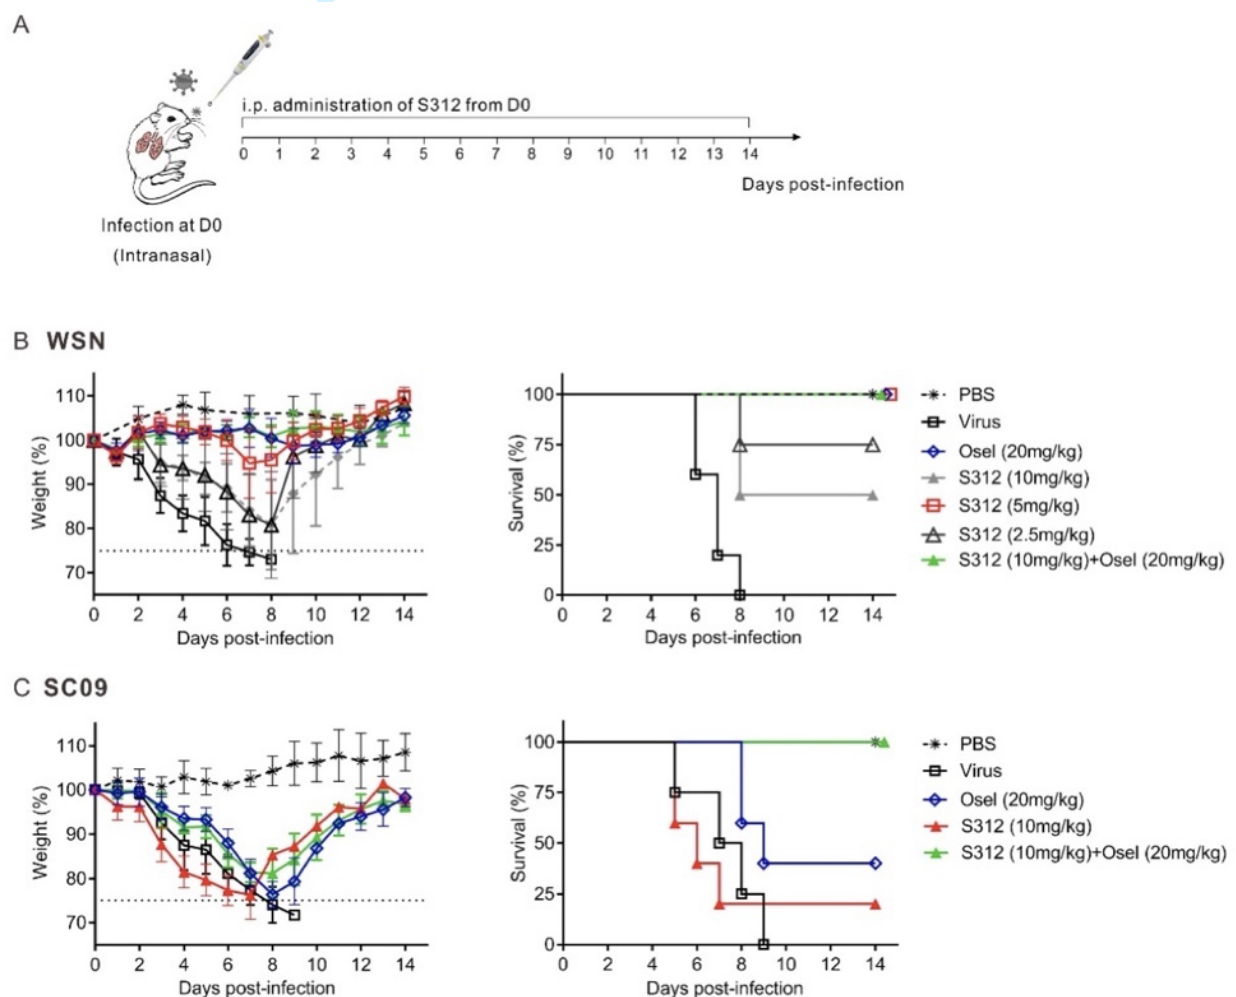 A
i.p. administration of S312 from D0
0 1 2 3 4 5 6 7 8 9 10 11 12 13 14
Days post-infection
Infection at D0
(Intranasal)
B WSN
110
100
90
80
70
Weight (%)
0 2 4 6 8 10 12 14
Days post-infection
100
75
50
25
0
Survival (%)
0 2 4 6 8 10 12 14
Days post-infection
PBS
Virus
Osel (20mg/kg)
S312 (10mg/kg)
S312 (5mg/kg)
S312 (2.5mg/kg)
S312 (10mg/kg)+Osel (20mg/kg)
C SC09
110
100
90
80
70
Weight (%)
0 2 4 6 8 10 12 14
Days post-infection
100
75
50
25
0
Survival (%)
0 2 4 6 8 10 12 14
Days post-infection
PBS
Virus
Osel (20mg/kg)
S312 (10mg/kg)
S312 (10mg/kg)+Osel (20mg/kg)